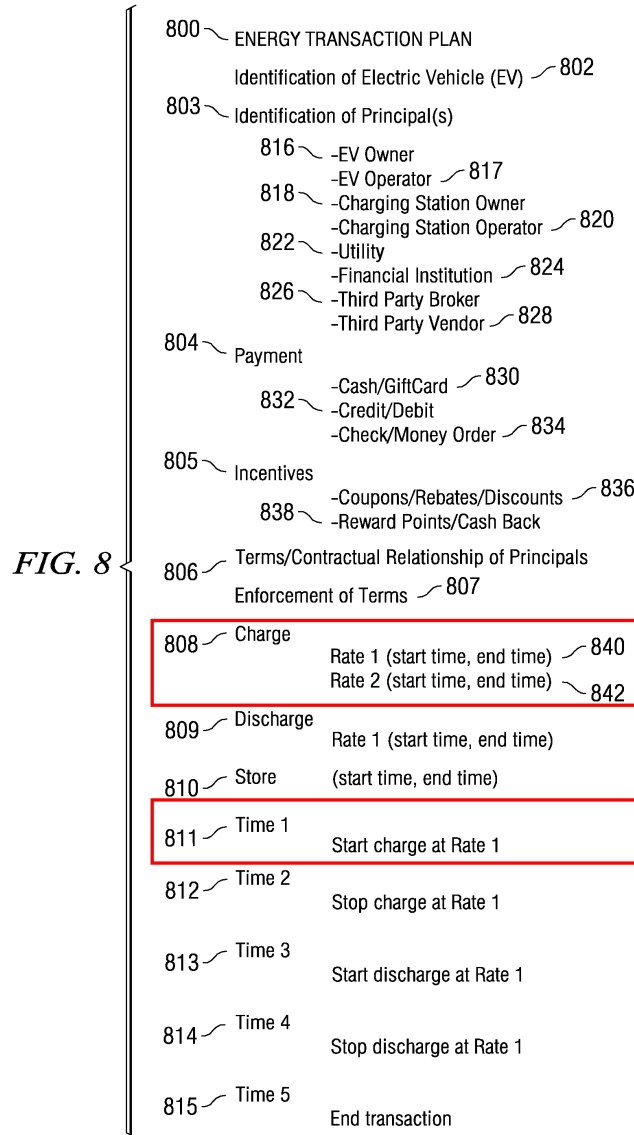 800 ENERGY TRANSACTION PLAN
Identification of Electric Vehicle (EV) 802
803 Identification of Principal(s)
816 -EV Owner
-EV Operator 817
818 -Charging Station Owner
-Charging Station Operator 820
822 -Utility
-Financial Institution 824
826 -Third Party Broker
-Third Party Vendor 828
804 Payment
-Cash/GiftCard 830
832 -Credit/Debit
-Check/Money Order 834
805 Incentives
-Coupons/Rebates/Discounts 836
838 -Reward Points/Cash Back
FIG. 8
806 Terms/Contractual Relationship of Principals
Enforcement of Terms 807
808 Charge
Rate 1 (start time, end time) 840
Rate 2 (start time, end time) 842
809 Discharge
Rate 1 (start time, end time)
810 Store (start time, end time)
811 Time 1
Start charge at Rate 1
812 Time 2
Stop charge at Rate 1
813 Time 3
Start discharge at Rate 1
814 Time 4
Stop discharge at Rate 1
815 Time 5
End transaction